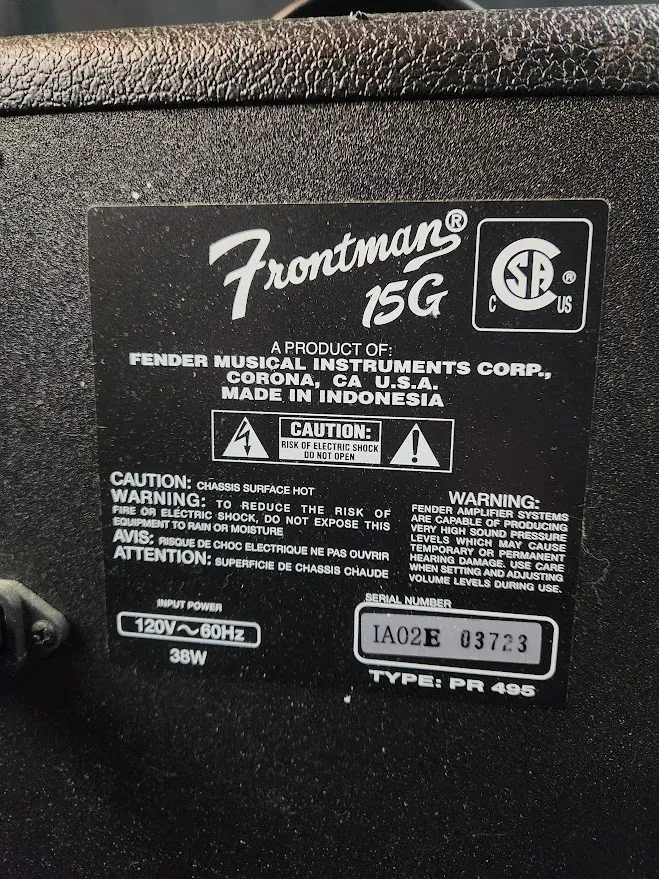 Frontman®
15G
CSA
®
C US
A PRODUCT OF:
FENDER MUSICAL INSTRUMENTS CORP.,
CORONA, CA U.S.A.
MADE IN INDONESIA
CAUTION:
RISK OF ELECTRIC SHOCK
DO NOT OPEN
CAUTION: CHASSIS SURFACE HOT
WARNING: TO REDUCE THE RISK OF
FIRE OR ELECTRIC SHOCK, DO NOT EXPOSE THIS
EQUIPMENT TO RAIN OR MOISTURE
AVIS: RISQUE DE CHOC ELECTRIQUE NE PAS OUVRIR
ATTENTION: SUPERFICIE DE CHASSIS CHAUDE
WARNING:
FENDER AMPLIFIER SYSTEMS
ARE CAPABLE OF PRODUCING
VERY HIGH SOUND PRESSURE
LEVELS WHICH MAY CAUSE
TEMPORARY OR PERMANENT
HEARING DAMAGE. USE CARE
WHEN SETTING AND ADJUSTING
VOLUME LEVELS DURING USE.
INPUT POWER
120V～60Hz
38W
SERIAL NUMBER
IA02E 03723
TYPE: PR 495